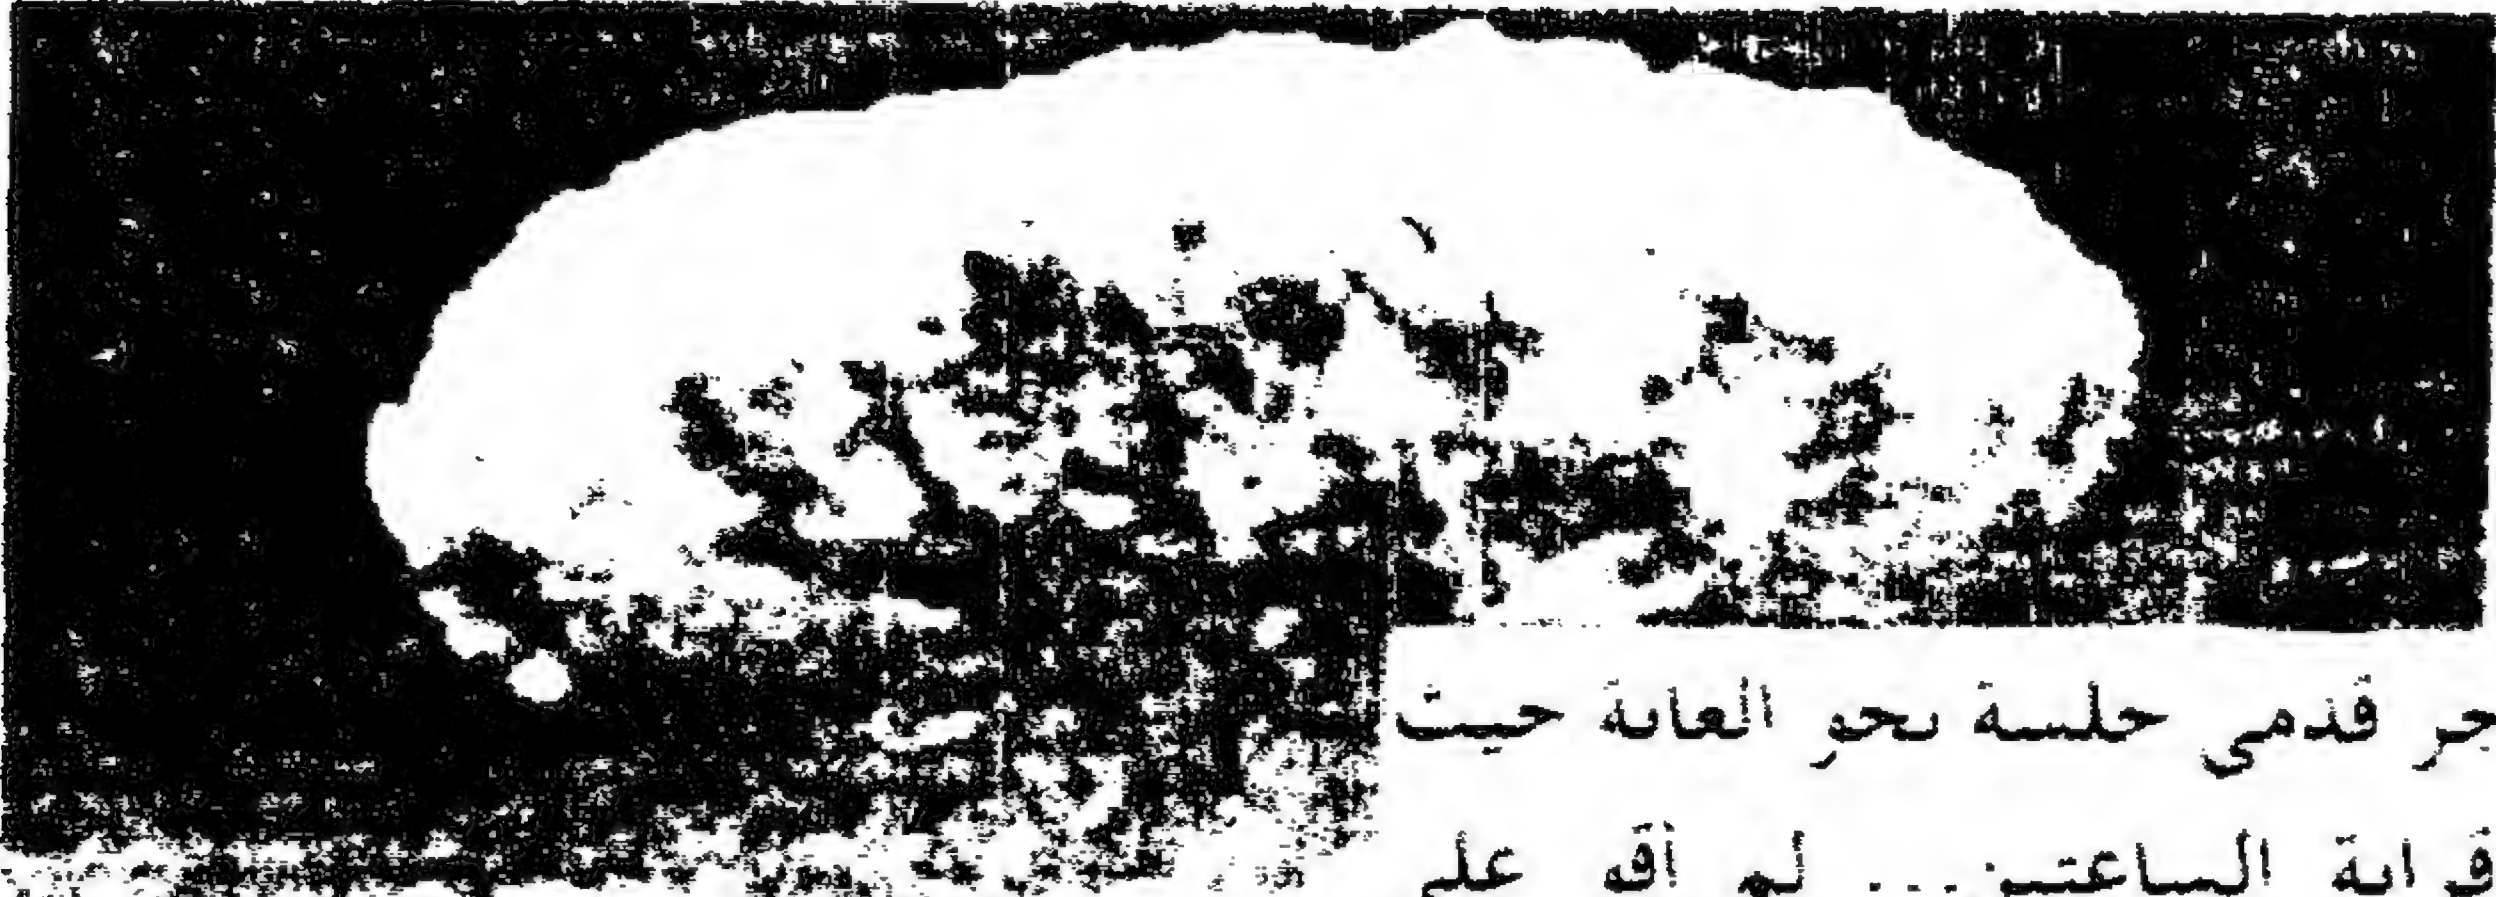 جر قدمي خلسة نحو الغابة حيث
قرابة الساعتين... لم أقو على